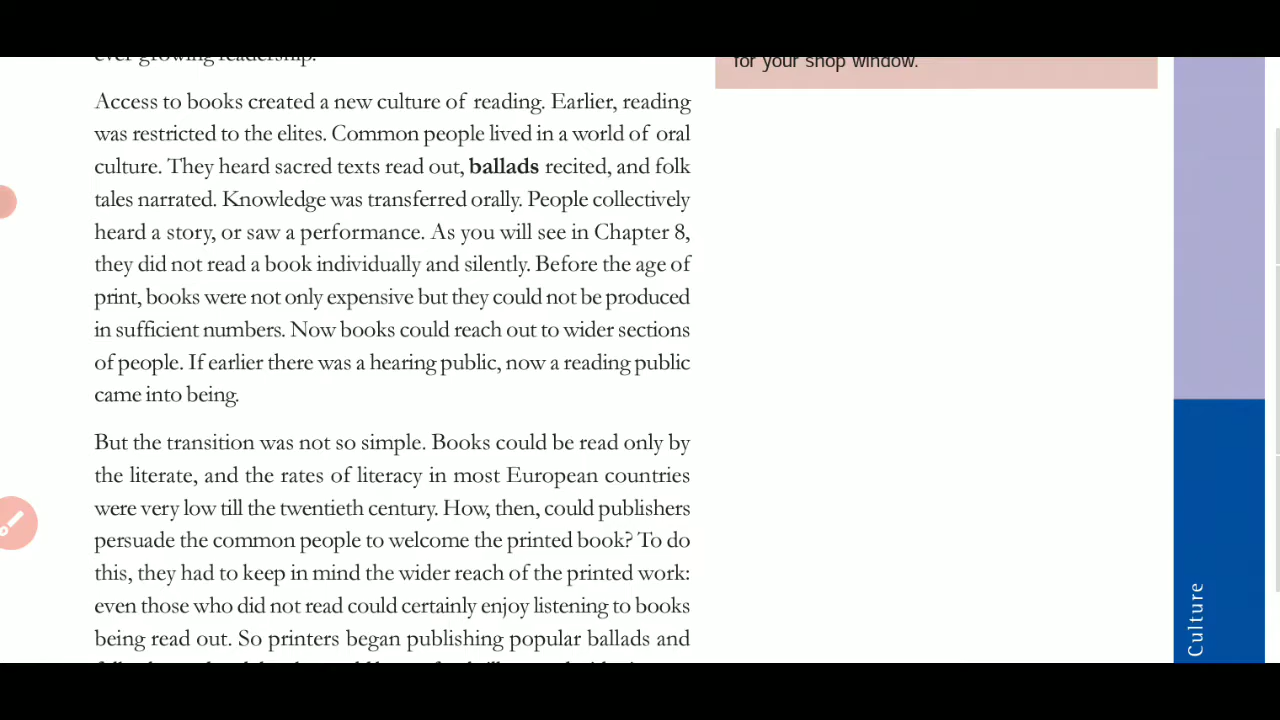 ever growing readership.
for your shop window.
Access to books created a new culture of reading. Earlier, reading
was restricted to the elites. Common people lived in a world of oral
culture. They heard sacred texts read out, ballads recited, and folk
tales narrated. Knowledge was transferred orally. People collectively
heard a story, or saw a performance. As you will see in Chapter 8,
they did not read a book individually and silently. Before the age of
print, books were not only expensive but they could not be produced
in sufficient numbers. Now books could reach out to wider sections
of people. If earlier there was a hearing public, now a reading public
came into being.
But the transition was not so simple. Books could be read only by
the literate, and the rates of literacy in most European countries
were very low till the twentieth century. How, then, could publishers
persuade the common people to welcome the printed book? To do
this, they had to keep in mind the wider reach of the printed work:
even those who did not read could certainly enjoy listening to books
being read out. So printers began publishing popular ballads and
Culture